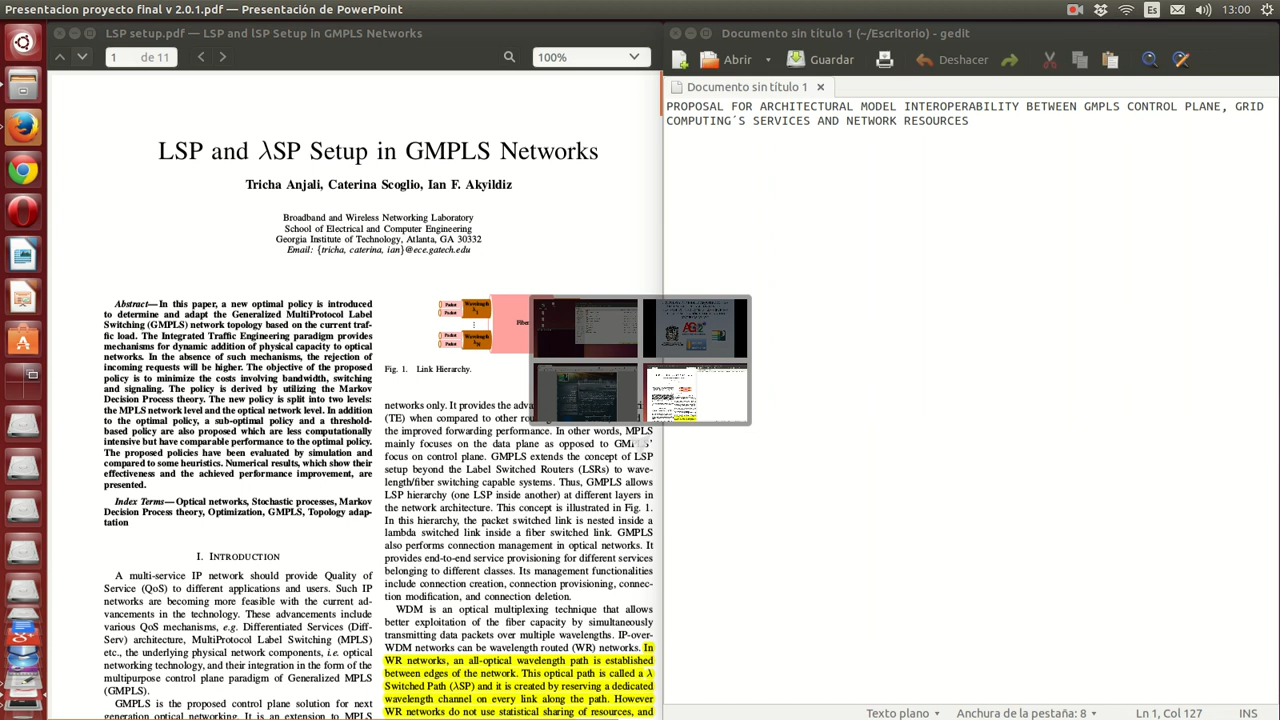 Presentacion proyecto final v 2.0.1.pdf — Presentación de PowerPoint
Es
13:00
LSP setup.pdf — LSP and lSP Setup in GMPLS Networks
1
de 11
100%
LSP and λSP Setup in GMPLS Networks
Tricha Anjali, Caterina Scoglio, Ian F. Akyildiz
Broadband and Wireless Networking Laboratory
School of Electrical and Computer Engineering
Georgia Institute of Technology, Atlanta, GA 30332
Email: {tricha, caterina, ian}@ece.gatech.edu
Abstract— In this paper, a new optimal policy is introduced
to determine and adapt the Generalized MultiProtocol Label
Switching (GMPLS) network topology based on the current traf-
fic load. The Integrated Traffic Engineering paradigm provides
mechanisms for dynamic addition of physical capacity to optical
networks. In the absence of such mechanisms, the rejection of
incoming requests will be higher. The objective of the proposed
policy is to minimize the costs involving bandwidth, switching
and signaling. The policy is derived by utilizing the Markov
Decision Process theory. The new policy is split into two levels:
the MPLS network level and the optical network level. In addition
to the optimal policy, a sub-optimal policy and a threshold-
based policy are also proposed which are less computationally
intensive but have comparable performance to the optimal policy.
The proposed policies have been evaluated by simulation and
compared to some heuristics. Numerical results, which show their
effectiveness and the achieved performance improvement, are
presented.
Index Terms— Optical networks, Stochastic processes, Markov
Decision Process theory, Optimization, GMPLS, Topology adap-
tation
I. INTRODUCTION
A multi-service IP network should provide Quality of
Service (QoS) to different applications and users. Such IP
networks are becoming more feasible with the current ad-
vancements in the technology. These advancements include
various QoS mechanisms, e.g. Differentiated Services (Diff-
Serv) architecture, MultiProtocol Label Switching (MPLS)
etc., the underlying physical network components, i.e. optical
networking technology, and their integration in the form of the
multipurpose control plane paradigm of Generalized MPLS
(GMPLS).
GMPLS is the proposed control plane solution for next
generation optical networking. It is an extension to MPLS
Packet
Packet
Wavelength
Packet
Packet
Wavelength
Fiber
Fig. 1. Link Hierarchy.
networks only. It provides the
(TE) when compared to other
the improved forwarding performance. In other words, MPLS
mainly focuses on the data plane as opposed to GMPLS'
focus on control plane. GMPLS extends the concept of LSP
setup beyond the Label Switched Routers (LSRs) to wave-
length/fiber switching capable systems. Thus, GMPLS allows
LSP hierarchy (one LSP inside another) at different layers in
the network architecture. This concept is illustrated in Fig. 1.
In this hierarchy, the packet switched link is nested inside a
lambda switched link inside a fiber switched link. GMPLS
also performs connection management in optical networks. It
provides end-to-end service provisioning for different services
belonging to different classes. Its management functionalities
include connection creation, connection provisioning, connec-
tion modification, and connection deletion.
WDM is an optical multiplexing technique that allows
better exploitation of the fiber capacity by simultaneously
transmitting data packets over multiple wavelengths. IP-over-
WDM networks can be wavelength routed (WR) networks. In
WR networks, an all-optical wavelength path is established
between edges of the network. This optical path is called a λ
Switched Path (λSP) and it is created by reserving a dedicated
wavelength channel on every link along the path. However
WR networks do not use statistical sharing of resources, and
Documento sin título 1 (~/Escritorio) - gedit
Abrir
Guardar
Deshacer
Documento sin título 1
PROPOSAL FOR ARCHITECTURAL MODEL INTEROPERABILITY BETWEEN GMPLS CONTROL PLANE, GRID
COMPUTING´S SERVICES AND NETWORK RESOURCES
Texto plano
Anchura de la pestaña: 8
Ln 1, Col 127
INS